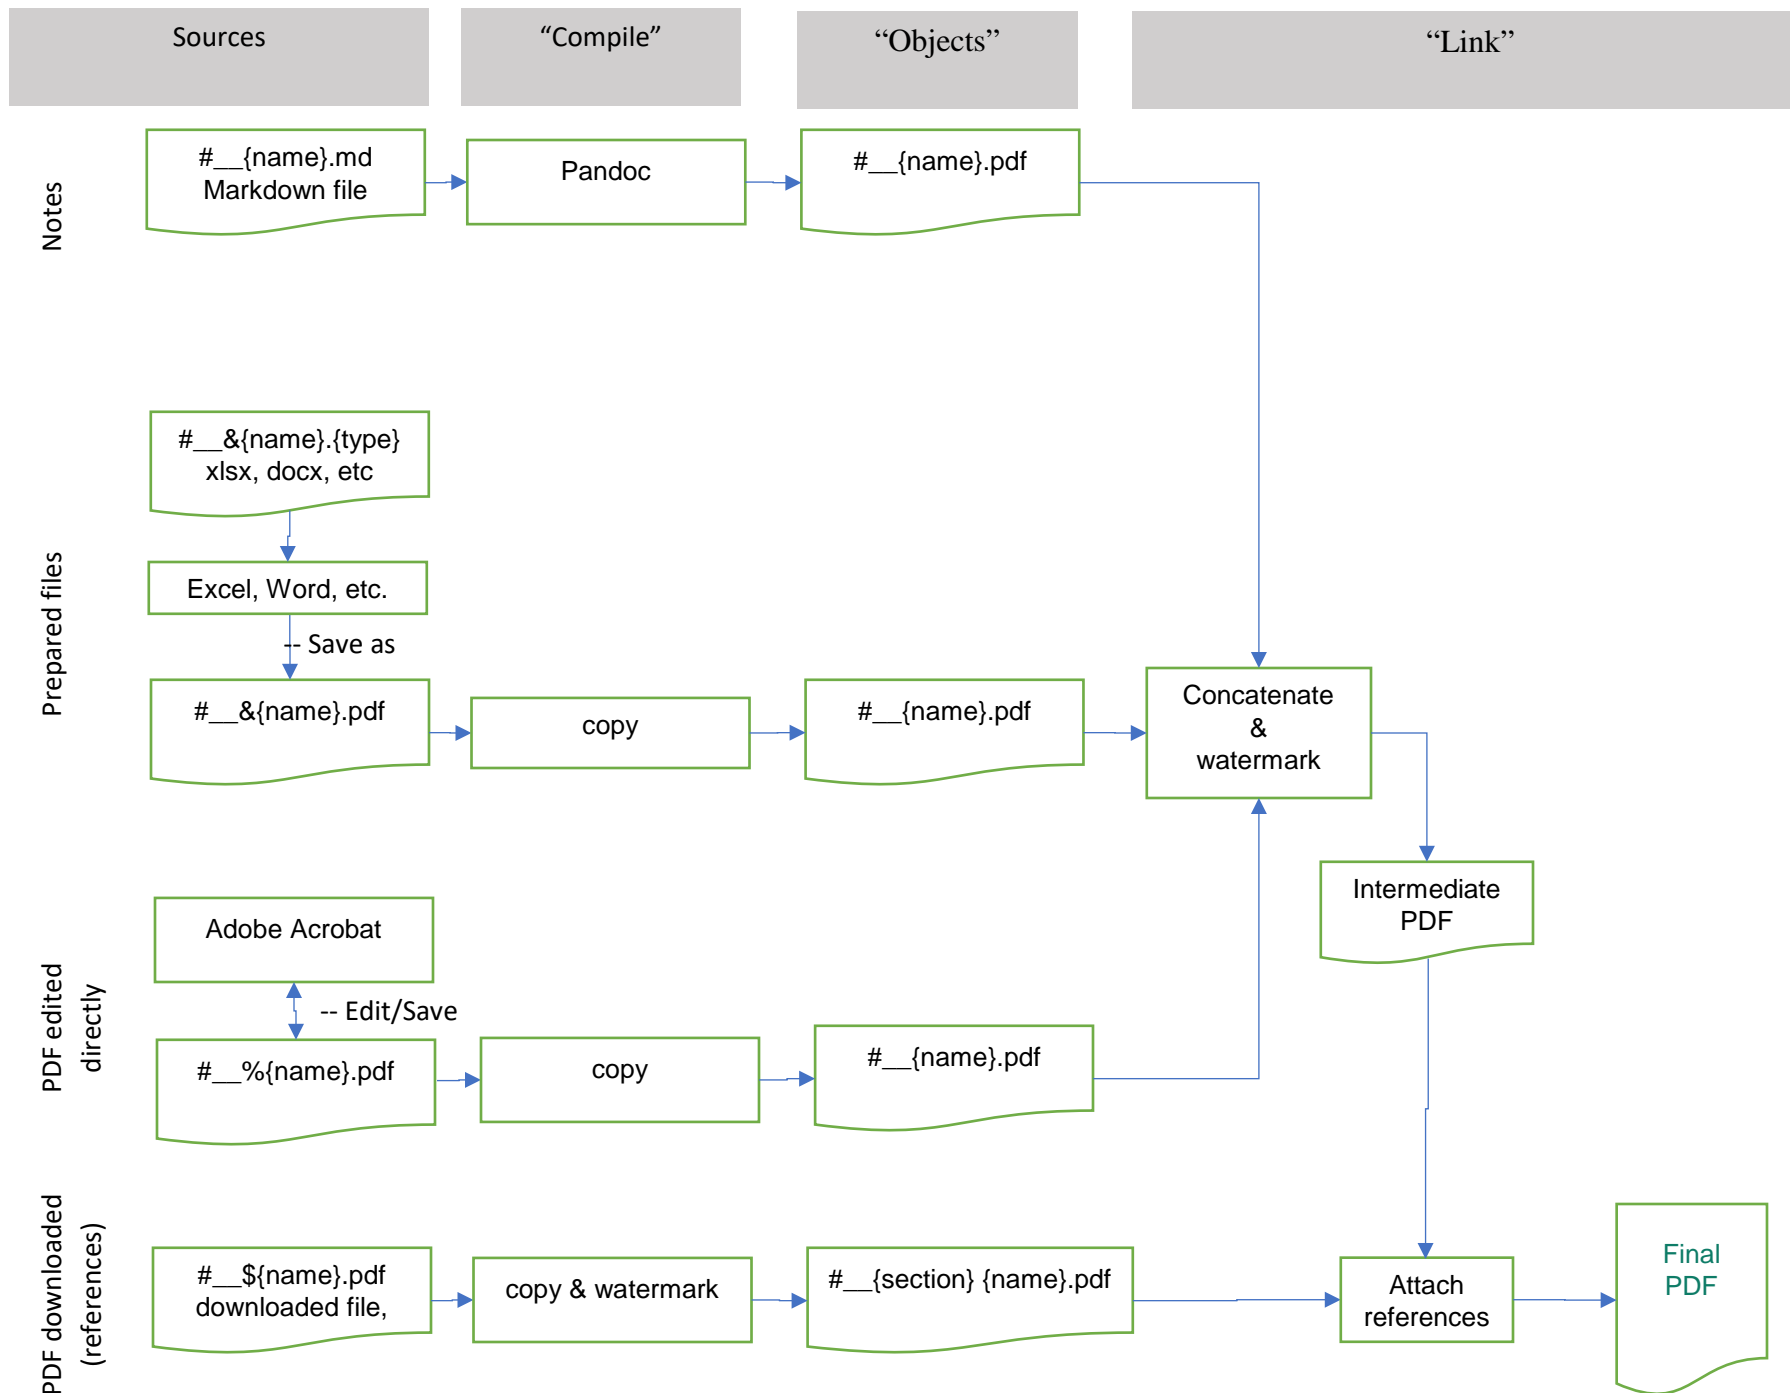 Sources
“Compile”
“Objects”
“Link”
Notes
#__{name}.md
Markdown file
Pandoc
#__{name}.pdf
Prepared files
#__&{name}.{type}
xlsx, docx, etc
Excel, Word, etc.
-- Save as
#__&{name}.pdf
copy
#__{name}.pdf
Concatenate
&
watermark
Intermediate
PDF
PDF edited
directly
Adobe Acrobat
-- Edit/Save
#__%{name}.pdf
copy
#__{name}.pdf
PDF downloaded
(references)
#__${name}.pdf
downloaded file,
copy & watermark
#__{section} {name}.pdf
Attach
references
Final
PDF